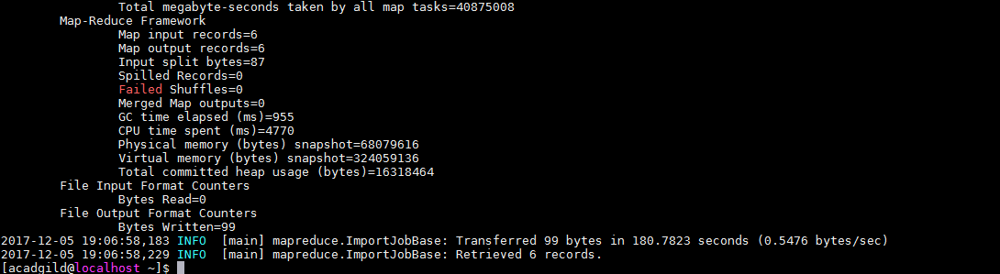 Total megabyte-seconds taken by all map tasks=40875008
Map-Reduce Framework
Map input records=6
Map output records=6
Input split bytes=87
Spilled Records=0
Failed Shuffles=0
Merged Map outputs=0
GC time elapsed (ms)=955
CPU time spent (ms)=4770
Physical memory (bytes) snapshot=68079616
Virtual memory (bytes) snapshot=324059136
Total committed heap usage (bytes)=16318464
File Input Format Counters
Bytes Read=0
File Output Format Counters
Bytes Written=99
2017-12-05 19:06:58,183 INFO  [main] mapreduce.ImportJobBase: Transferred 99 bytes in 180.7823 seconds (0.5476 bytes/sec)
2017-12-05 19:06:58,229 INFO  [main] mapreduce.ImportJobBase: Retrieved 6 records.
[acadgild@localhost ~]$